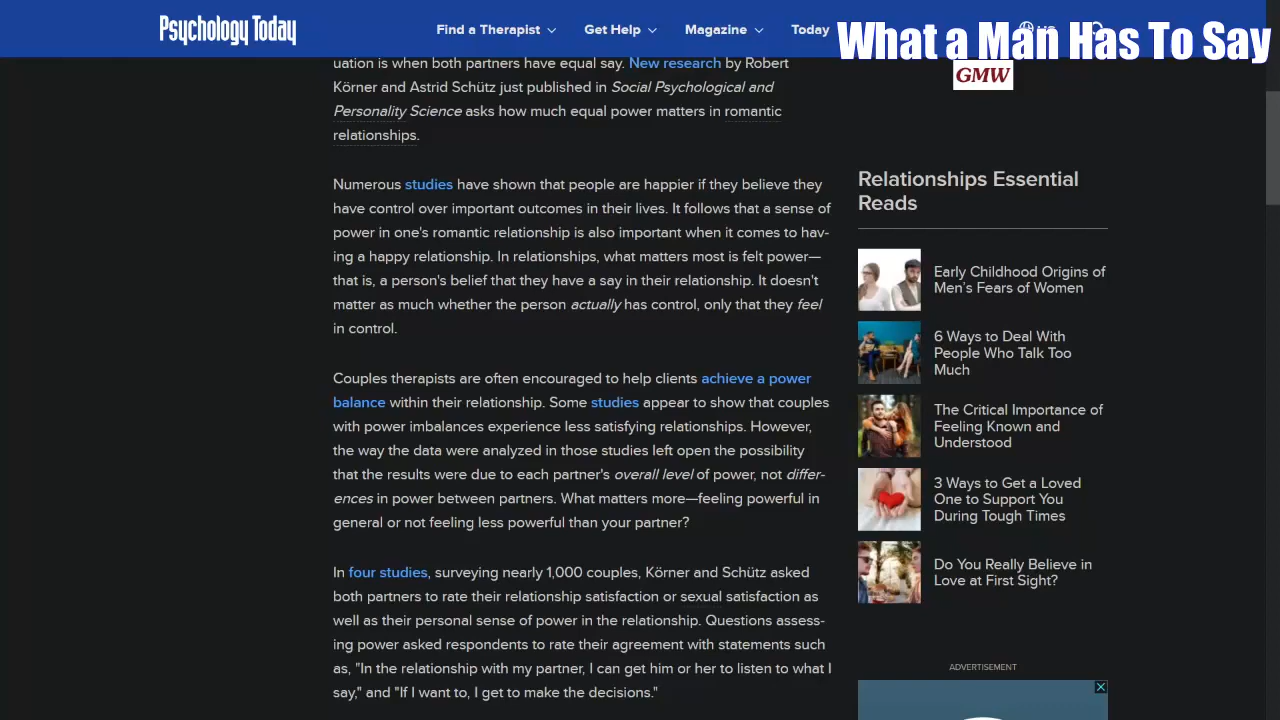 Psychology Today
Find a Therapist
Get Help
Magazine
Today
What a Man Has To Say
GMW
uation is when both partners have equal say. New research by Robert
Körner and Astrid Schütz just published in Social Psychological and
Personality Science asks how much equal power matters in romantic
relationships.
Numerous studies have shown that people are happier if they believe they
have control over important outcomes in their lives. It follows that a sense of
power in one's romantic relationship is also important when it comes to hav-
ing a happy relationship. In relationships, what matters most is felt power—
that is, a person's belief that they have a say in their relationship. It doesn't
matter as much whether the person actually has control, only that they feel
in control.
Couples therapists are often encouraged to help clients achieve a power
balance within their relationship. Some studies appear to show that couples
with power imbalances experience less satisfying relationships. However,
the way the data were analyzed in those studies left open the possibility
that the results were due to each partner's overall level of power, not differ-
ences in power between partners. What matters more—feeling powerful in
general or not feeling less powerful than your partner?
In four studies, surveying nearly 1,000 couples, Körner and Schütz asked
both partners to rate their relationship satisfaction or sexual satisfaction as
well as their personal sense of power in the relationship. Questions assess-
ing power asked respondents to rate their agreement with statements such
as, "In the relationship with my partner, I can get him or her to listen to what I
say," and "If I want to, I get to make the decisions."
Relationships Essential
Reads
Early Childhood Origins of
Men's Fears of Women
6 Ways to Deal With
People Who Talk Too
Much
The Critical Importance of
Feeling Known and
Understood
3 Ways to Get a Loved
One to Support You
During Tough Times
Do You Really Believe in
Love at First Sight?
ADVERTISEMENT